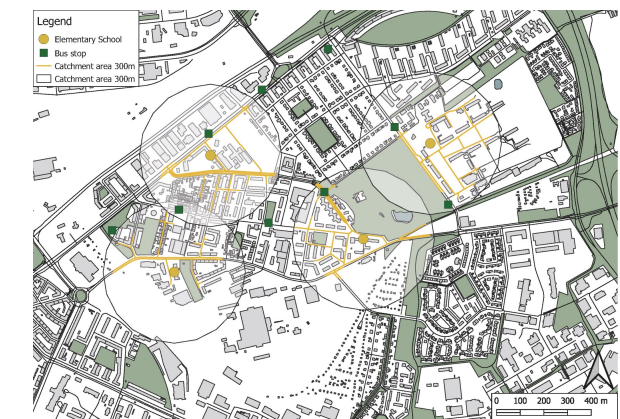 Legend
Elementary School
Bus stop
Catchment area 300m
Catchment area 300m
0 100 200 300 400 m